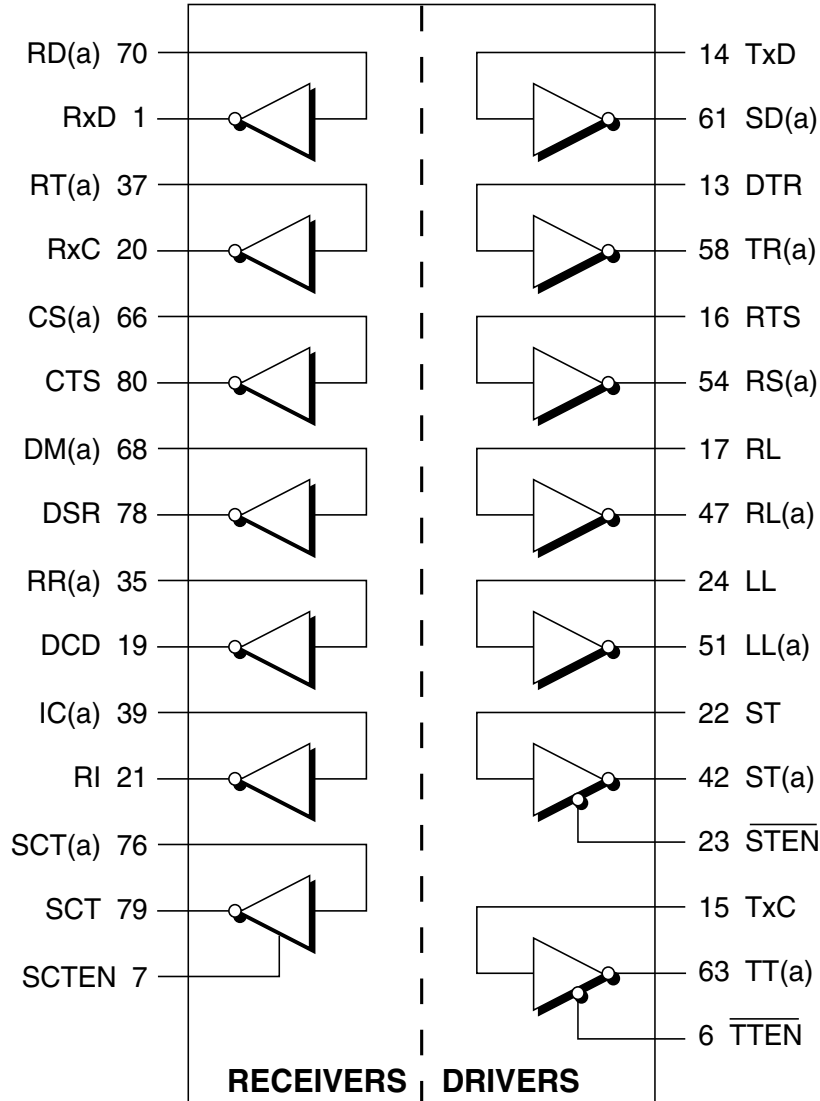 RD(a) 70
RxD 1
RT(a) 37
RxC 20
CS(a) 66
CTS 80
DM(a) 68
DSR 78
RR(a) 35
DCD 19
IC(a) 39
RI 21
SCT(a) 76
SCT 79
SCTEN 7
14 TxD
61 SD(a)
13 DTR
58 TR(a)
16 RTS
54 RS(a)
17 RL
47 RL(a)
24 LL
51 LL(a)
22 ST
42 ST(a)
23 S̅T̅E̅N̅
15 TxC
63 TT(a)
6 T̅T̅E̅N̅
RECEIVERS
DRIVERS